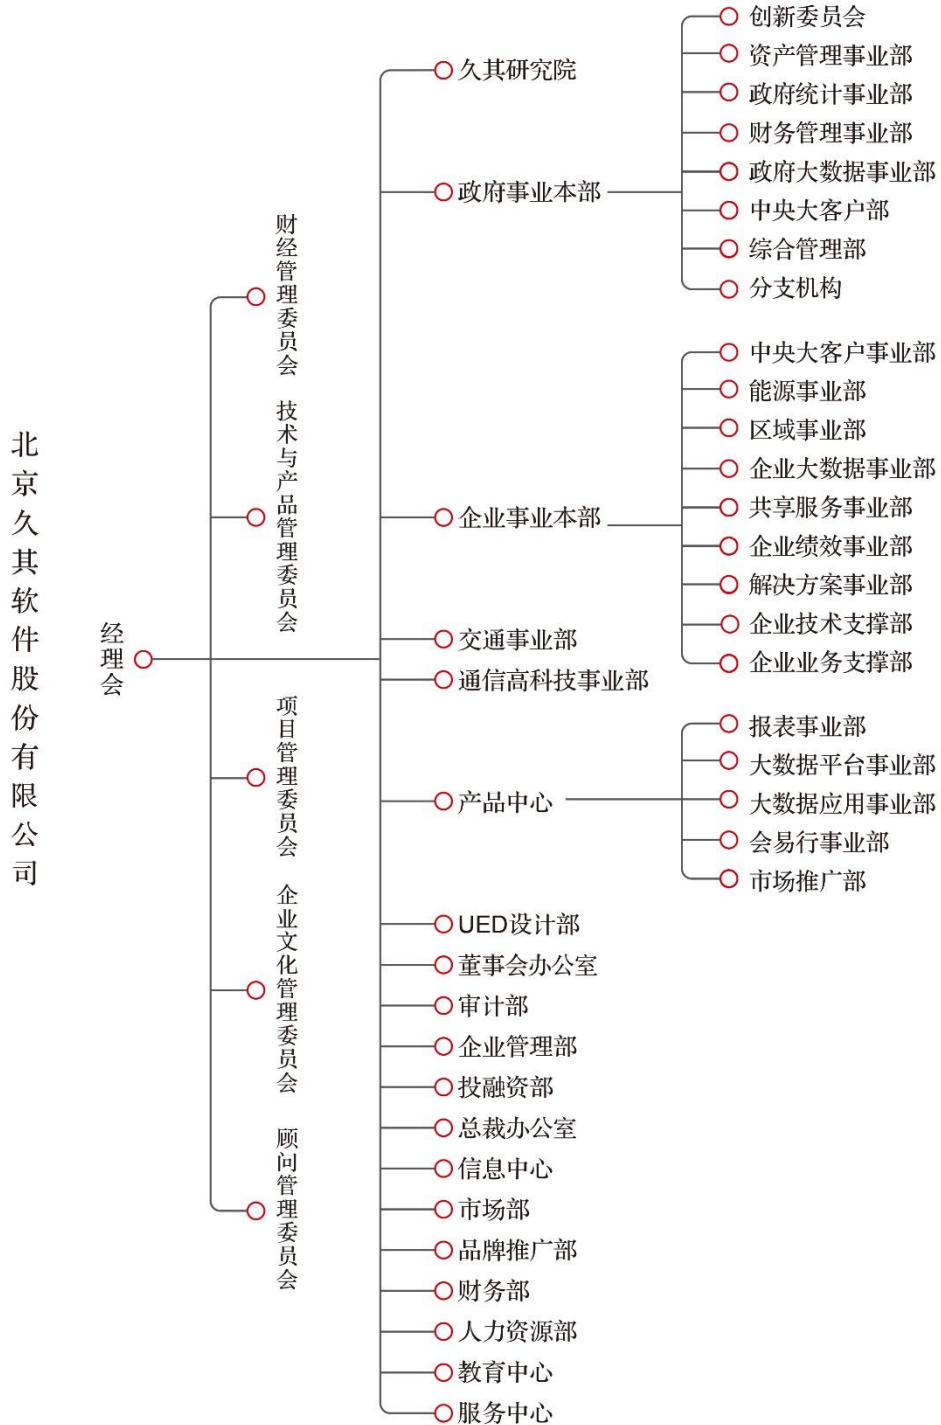 北京久其软件股份有限公司
经理会
财经管理委员会
技术与产品管理委员会
项目管理委员会
企业文化管理委员会
顾问管理委员会
久其研究院
政府事业本部
创新委员会
资产管理事业部
政府统计事业部
财务管理事业部
政府大数据事业部
中央大客户部
综合管理部
分支机构
企业事业本部
中央大客户事业部
能源事业部
区域事业部
企业大数据事业部
共享服务事业部
企业绩效事业部
解决方案事业部
企业技术支撑部
企业业务支撑部
交通事业部
通信高科技事业部
产品中心
报表事业部
大数据平台事业部
大数据应用事业部
会易行事业部
市场推广部
UED设计部
董事会办公室
审计部
企业管理部
投融资部
总裁办公室
信息中心
市场部
品牌推广部
财务部
人力资源部
教育中心
服务中心